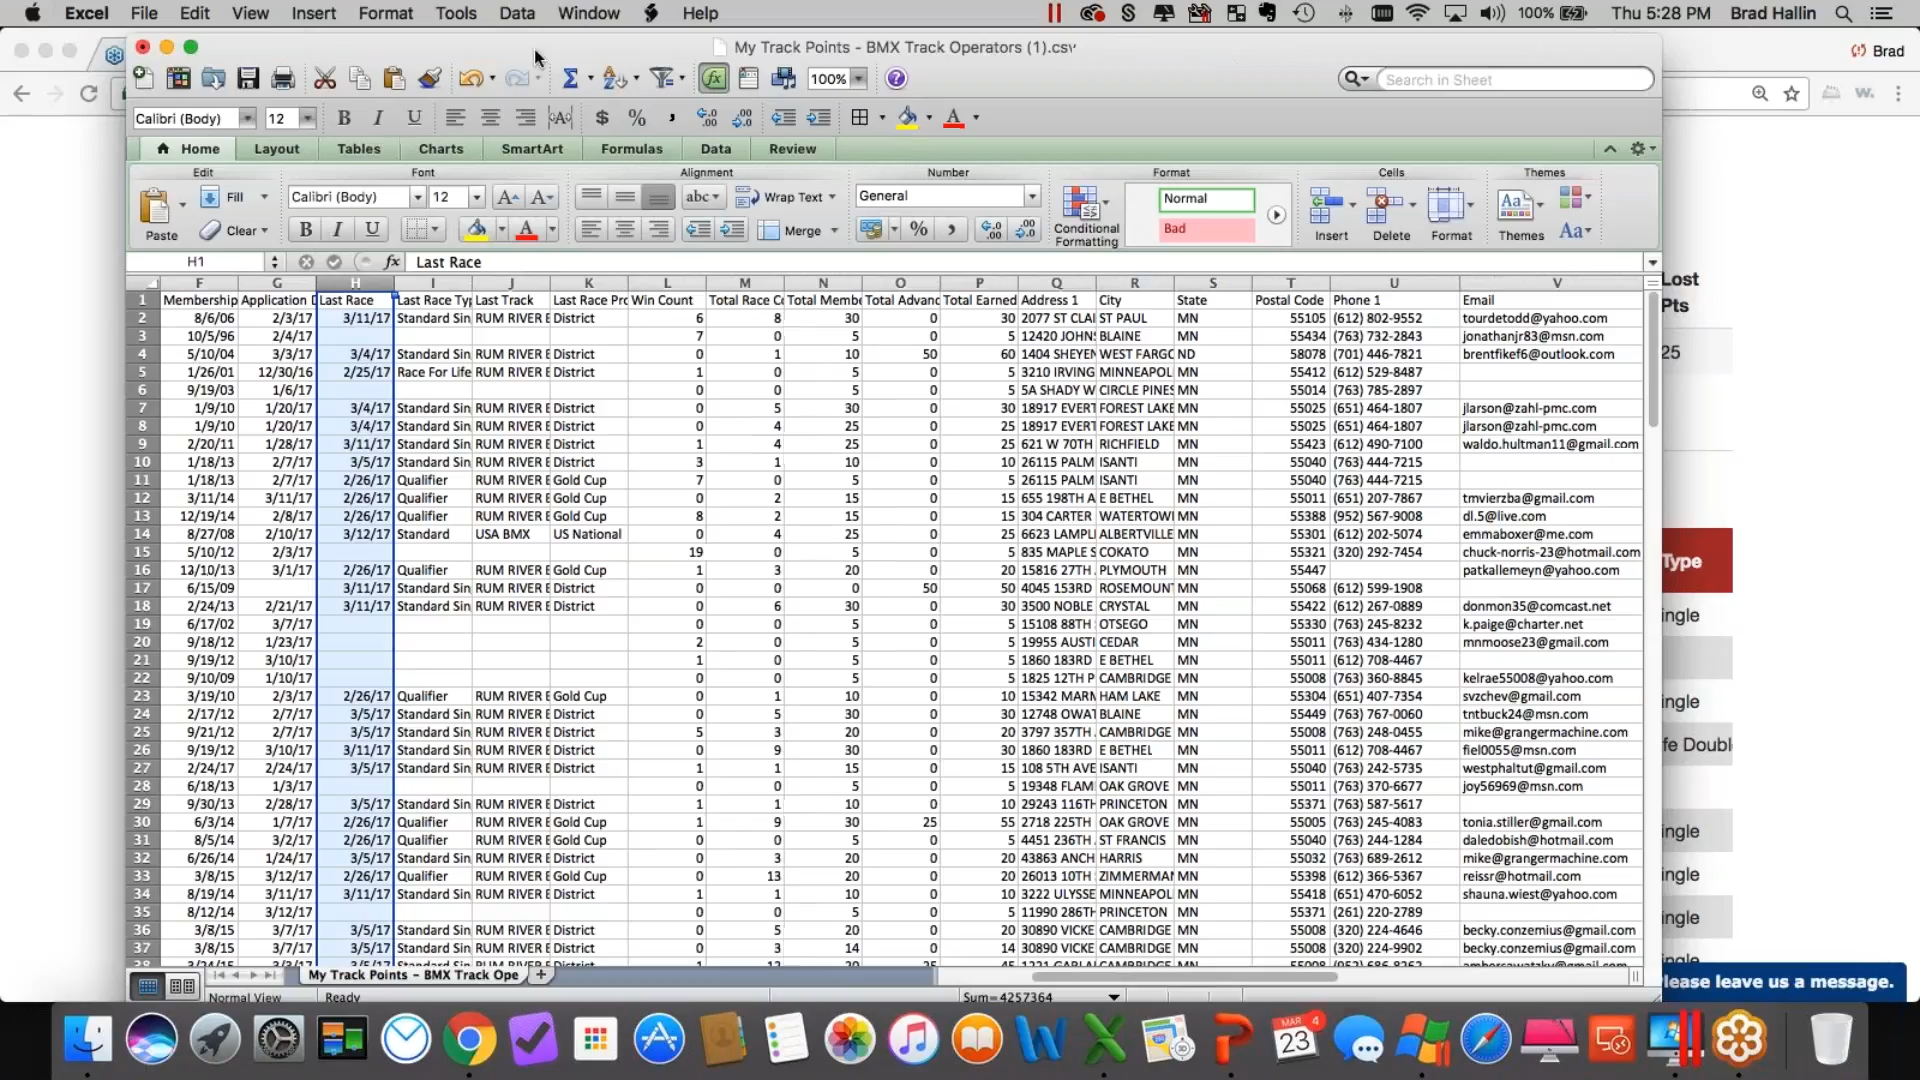 Excel File Edit View Insert Format Tools Data Window Help 100% Thu 5:28 PM Brad Hallin
My Track Points - BMX Track Operators (1).csv
Brad
100% Search in Sheet
Calibri (Body) 12 B I U $ %
Home Layout Tables Charts SmartArt Formulas Data Review
Edit Font Alignment Number Format Cells Themes
Fill Calibri (Body) 12 abc Wrap Text General Normal
Paste Clear B I U Merge % Conditional Formatting Bad Insert Delete Format Themes Aa
H1 fx Last Race
F G H I J K L M N O P Q R S T U V
1 Membership Application D Last Race Last Race Typ Last Track Last Race Pro Win Count Total Race Co Total Membe Total Advanc Total Earned Address 1 City State Postal Code Phone 1 Email
2 8/6/06 2/3/17 3/11/17 Standard Sin RUM RIVER B District 6 8 30 0 30 2077 ST CLAI ST PAUL MN 55105 (612) 802-9552 tourdetodd@yahoo.com
3 10/5/96 2/4/17 7 0 5 0 5 12420 JOHNS BLAINE MN 55434 (763) 732-2843 jonathanjr83@msn.com
4 5/10/04 3/3/17 3/4/17 Standard Sin RUM RIVER B District 0 1 10 50 60 1404 SHEYEN WEST FARGO ND 58078 (701) 446-7821 brentfikef6@outlook.com
5 1/26/01 12/30/16 2/25/17 Race For Life RUM RIVER B District 1 0 5 0 5 3210 IRVING MINNEAPOL MN 55412 (612) 529-8487
6 9/19/03 1/6/17 0 0 5 0 5 5A SHADY W CIRCLE PINES MN 55014 (763) 785-2897
7 1/9/10 1/20/17 3/4/17 Standard Sin RUM RIVER B District 0 5 30 0 30 18917 EVERT FOREST LAKE MN 55025 (651) 464-1807 jlarson@zahl-pmc.com
8 1/9/10 1/20/17 3/4/17 Standard Sin RUM RIVER B District 0 4 25 0 25 18917 EVERT FOREST LAKE MN 55025 (651) 464-1807 jlarson@zahl-pmc.com
9 2/20/11 1/28/17 3/11/17 Standard Sin RUM RIVER B District 1 4 25 0 25 621 W 70TH RICHFIELD MN 55423 (612) 490-7100 waldo.hultman11@gmail.com
10 1/18/13 2/7/17 3/5/17 Standard Sin RUM RIVER B District 3 1 10 0 10 26115 PALM ISANTI MN 55040 (763) 444-7215
11 1/18/13 2/7/17 2/26/17 Qualifier RUM RIVER B Gold Cup 7 0 5 0 5 26115 PALM ISANTI MN 55040 (763) 444-7215
12 3/11/14 3/11/17 2/26/17 Qualifier RUM RIVER B Gold Cup 0 2 15 0 15 655 198TH A E BETHEL MN 55011 (651) 207-7867 tmvierzba@gmail.com
13 12/19/14 2/8/17 2/26/17 Qualifier RUM RIVER B Gold Cup 8 2 15 0 15 304 CARTER WATERTOWN MN 55388 (952) 567-9008 dl.5@live.com
14 8/27/08 2/10/17 3/12/17 Standard USA BMX US National 0 4 25 0 25 6623 LAMPL ALBERTVILLE MN 55301 (612) 202-5074 emmaboxer@me.com
15 5/10/12 2/3/17 19 0 5 0 5 835 MAPLE S COKATO MN 55321 (320) 292-7454 chuck-norris-23@hotmail.com
16 12/10/13 3/1/17 2/26/17 Qualifier RUM RIVER B Gold Cup 1 3 20 0 20 15816 27TH PLYMOUTH MN 55447 patkallemeyn@yahoo.com
17 6/15/09 3/11/17 Standard Sin RUM RIVER B District 0 0 0 50 50 4045 153RD ROSEMOUNT MN 55068 (612) 599-1908
18 2/24/13 2/21/17 3/11/17 Standard Sin RUM RIVER B District 0 6 30 0 30 3500 NOBLE CRYSTAL MN 55422 (612) 267-0889 donmon35@comcast.net
19 6/17/02 3/7/17 0 0 5 0 5 15108 88TH OTSEGO MN 55330 (763) 245-8232 k.paige@charter.net
20 9/18/12 1/23/17 2 0 5 0 5 19955 AUSTI CEDAR MN 55011 (763) 434-1280 mnmoose23@gmail.com
21 9/19/12 3/10/17 1 0 5 0 5 1860 183RD E BETHEL MN 55011 (612) 708-4467
22 9/10/09 1/10/17 0 0 5 0 5 1825 12TH P CAMBRIDGE MN 55008 (763) 360-8845 kelrae55008@yahoo.com
23 3/19/10 2/3/17 2/26/17 Qualifier RUM RIVER B Gold Cup 0 1 10 0 10 15342 MARN HAM LAKE MN 55304 (651) 407-7354 svzchev@gmail.com
24 2/17/12 2/7/17 3/5/17 Standard Sin RUM RIVER B District 0 5 30 0 30 12748 OWAT BLAINE MN 55449 (763) 767-0060 tntbuck24@msn.com
25 9/21/12 2/7/17 3/5/17 Standard Sin RUM RIVER B District 5 3 20 0 20 3797 357TH CAMBRIDGE MN 55008 (763) 248-0455 mike@grangermachine.com
26 9/19/12 3/10/17 3/11/17 Standard Sin RUM RIVER B District 0 9 30 0 30 1860 183RD E BETHEL MN 55011 (612) 708-4467 fiel0055@msn.com
27 2/24/17 2/24/17 3/5/17 Standard Sin RUM RIVER B District 1 1 15 0 15 108 5TH AVE ISANTI MN 55040 (763) 242-5735 westphaltut@gmail.com
28 6/18/13 1/3/17 0 0 5 0 5 19348 FLAM OAK GROVE MN 55011 (763) 370-6677 joy56969@msn.com
29 9/30/13 2/28/17 3/5/17 Standard Sin RUM RIVER B District 1 1 10 0 10 29243 116TH PRINCETON MN 55371 (763) 587-5617
30 6/3/14 1/7/17 2/26/17 Qualifier RUM RIVER B Gold Cup 1 9 30 25 55 2718 225TH OAK GROVE MN 55005 (763) 245-4083 tonia.stiller@gmail.com
31 8/5/14 3/2/17 2/26/17 Qualifier RUM RIVER B Gold Cup 0 0 5 0 5 4451 236TH ST FRANCIS MN 55040 (763) 244-1284 daledobish@hotmail.com
32 6/26/14 1/24/17 3/5/17 Standard Sin RUM RIVER B District 0 3 20 0 20 43863 ANCH HARRIS MN 55032 (763) 689-2612 mike@grangermachine.com
33 3/8/15 3/12/17 2/26/17 Qualifier RUM RIVER B Gold Cup 0 13 20 0 20 26013 10TH ZIMMERMAN MN 55398 (612) 366-5367 reissr@hotmail.com
34 8/19/14 3/11/17 3/11/17 Standard Sin RUM RIVER B District 1 1 10 0 10 3222 ULYSSE MINNEAPOL MN 55418 (651) 470-6052 shauna.wiest@yahoo.com
35 8/12/14 3/12/17 0 0 5 0 5 11990 286TH PRINCETON MN 55371 (261) 220-2789
36 3/8/15 3/7/17 3/5/17 Standard Sin RUM RIVER B District 0 5 20 0 20 30890 VICKE CAMBRIDGE MN 55008 (320) 224-4646 becky.conzemius@gmail.com
37 3/8/15 3/7/17 3/5/17 Standard Sin RUM RIVER B District 0 3 14 0 14 30890 VICKE CAMBRIDGE MN 55008 (320) 224-9902 becky.conzemius@gmail.com
My Track Points - BMX Track Ope
Normal View Ready Sum=4257364
Lost
Pts
25
Type
ingle
ingle
fe Doubl
ingle
ingle
ingle
lease leave us a message.
MAR 4
23